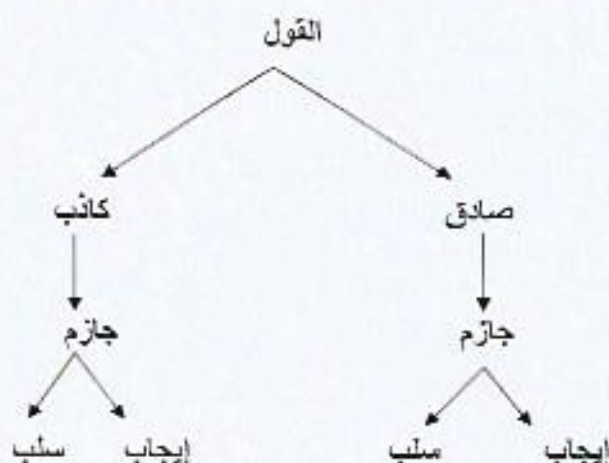 القول
صادق كاذب
جازم جازم
إيجاب سلب إيجاب سلب